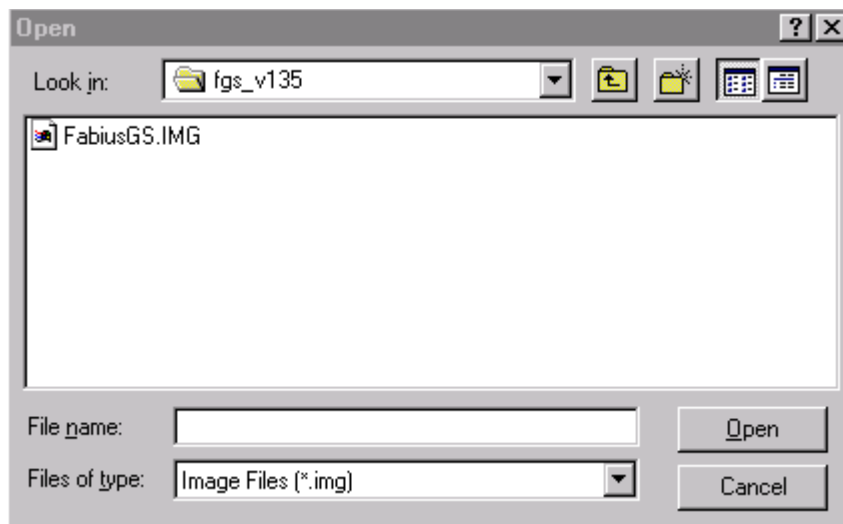 Open
Look in: fgs_v135
FabiusGS.IMG
File name: Open
Files of type: Image Files (*.img) Cancel